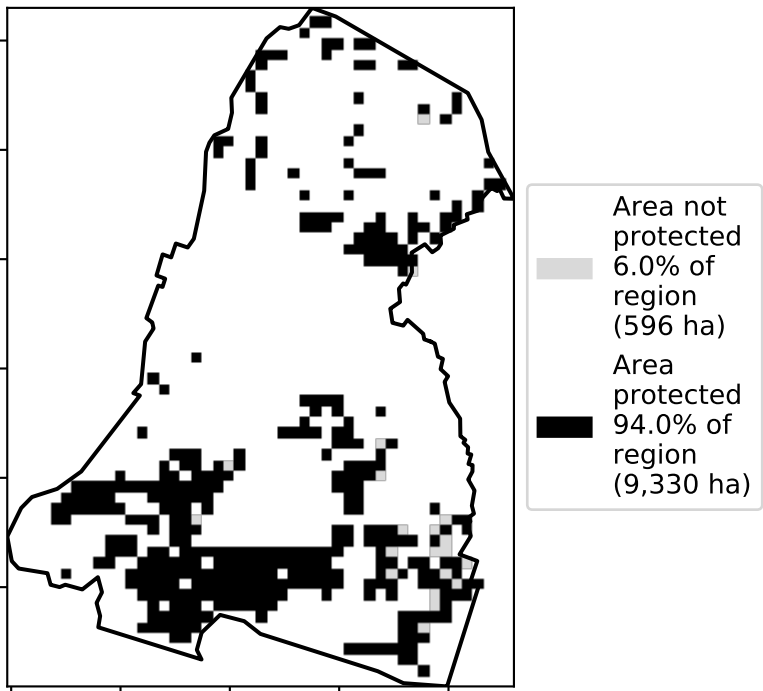 Area not
protected
6.0% of
region
(596 ha)
Area
protected
94.0% of
region
(9,330 ha)